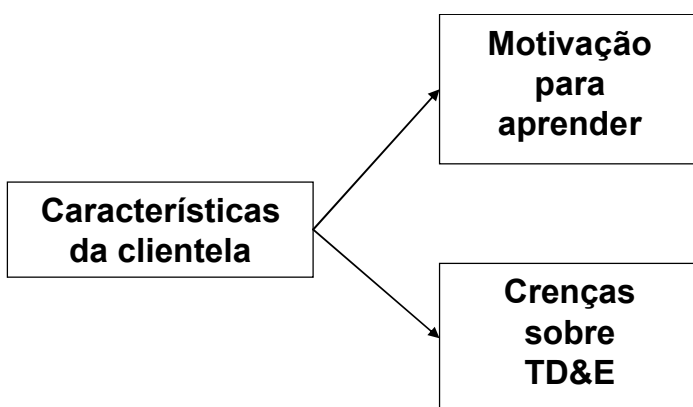 Motivação
para
aprender
Características
da clientela
Crenças
sobre
TD&E